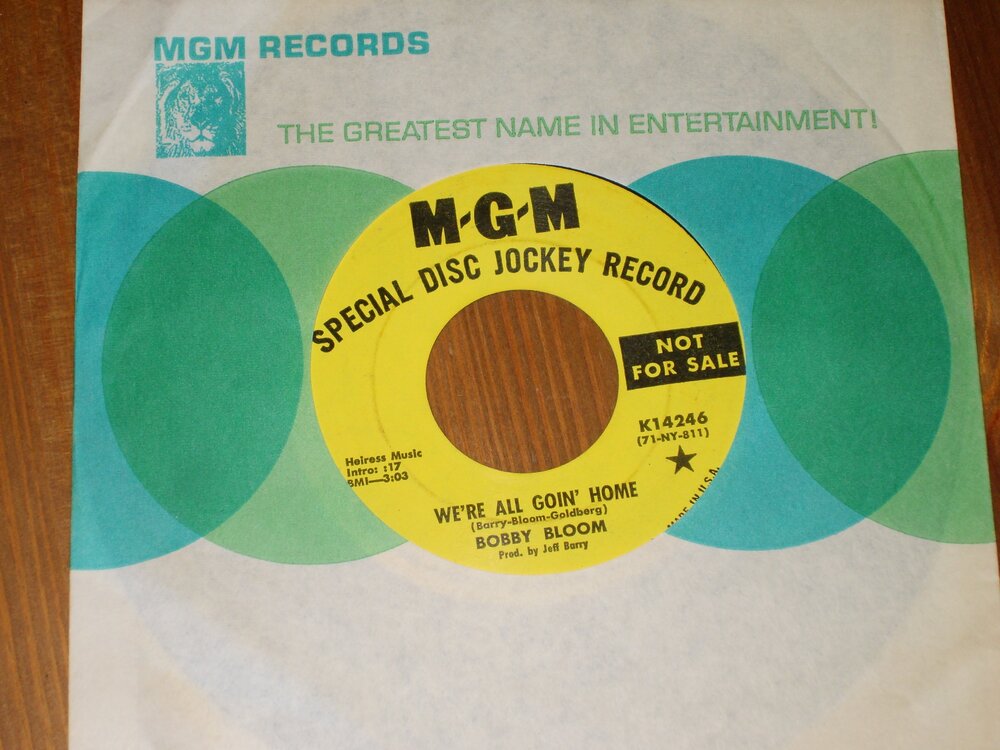 MGM RECORDS
THE GREATEST NAME IN ENTERTAINMENT!
M-G-M
SPECIAL DISC JOCKEY RECORD
NOT
FOR SALE
K14246
(71-NY-811)
Heiress Music
Intro: :17
BMI—3:03
MADE IN U.S.A.
WE'RE ALL GOIN' HOME
(Barry-Bloom-Goldberg)
BOBBY BLOOM
Prod. by Jeff Barry